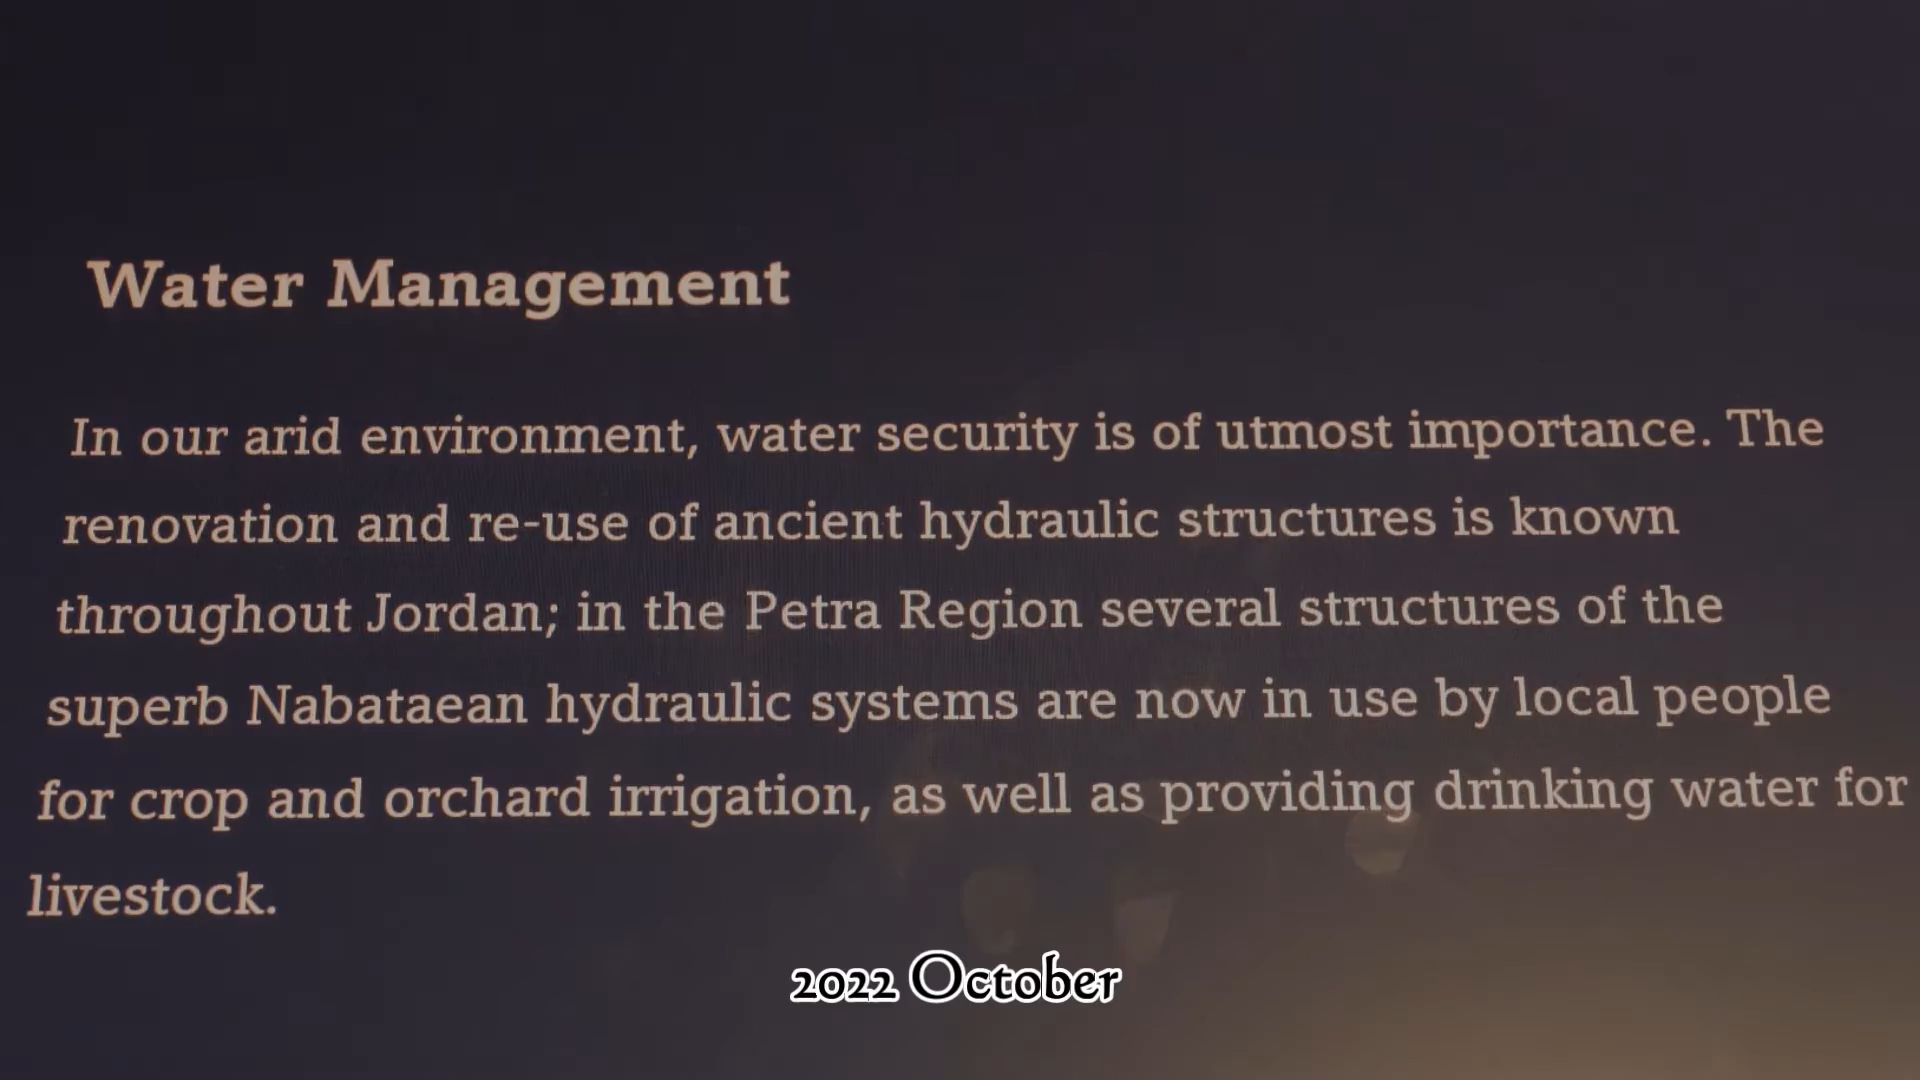 Water Management
In our arid environment, water security is of utmost importance. The
renovation and re-use of ancient hydraulic structures is known
throughout Jordan; in the Petra Region several structures of the
superb Nabataean hydraulic systems are now in use by local people
for crop and orchard irrigation, as well as providing drinking water for
livestock.
2022 October